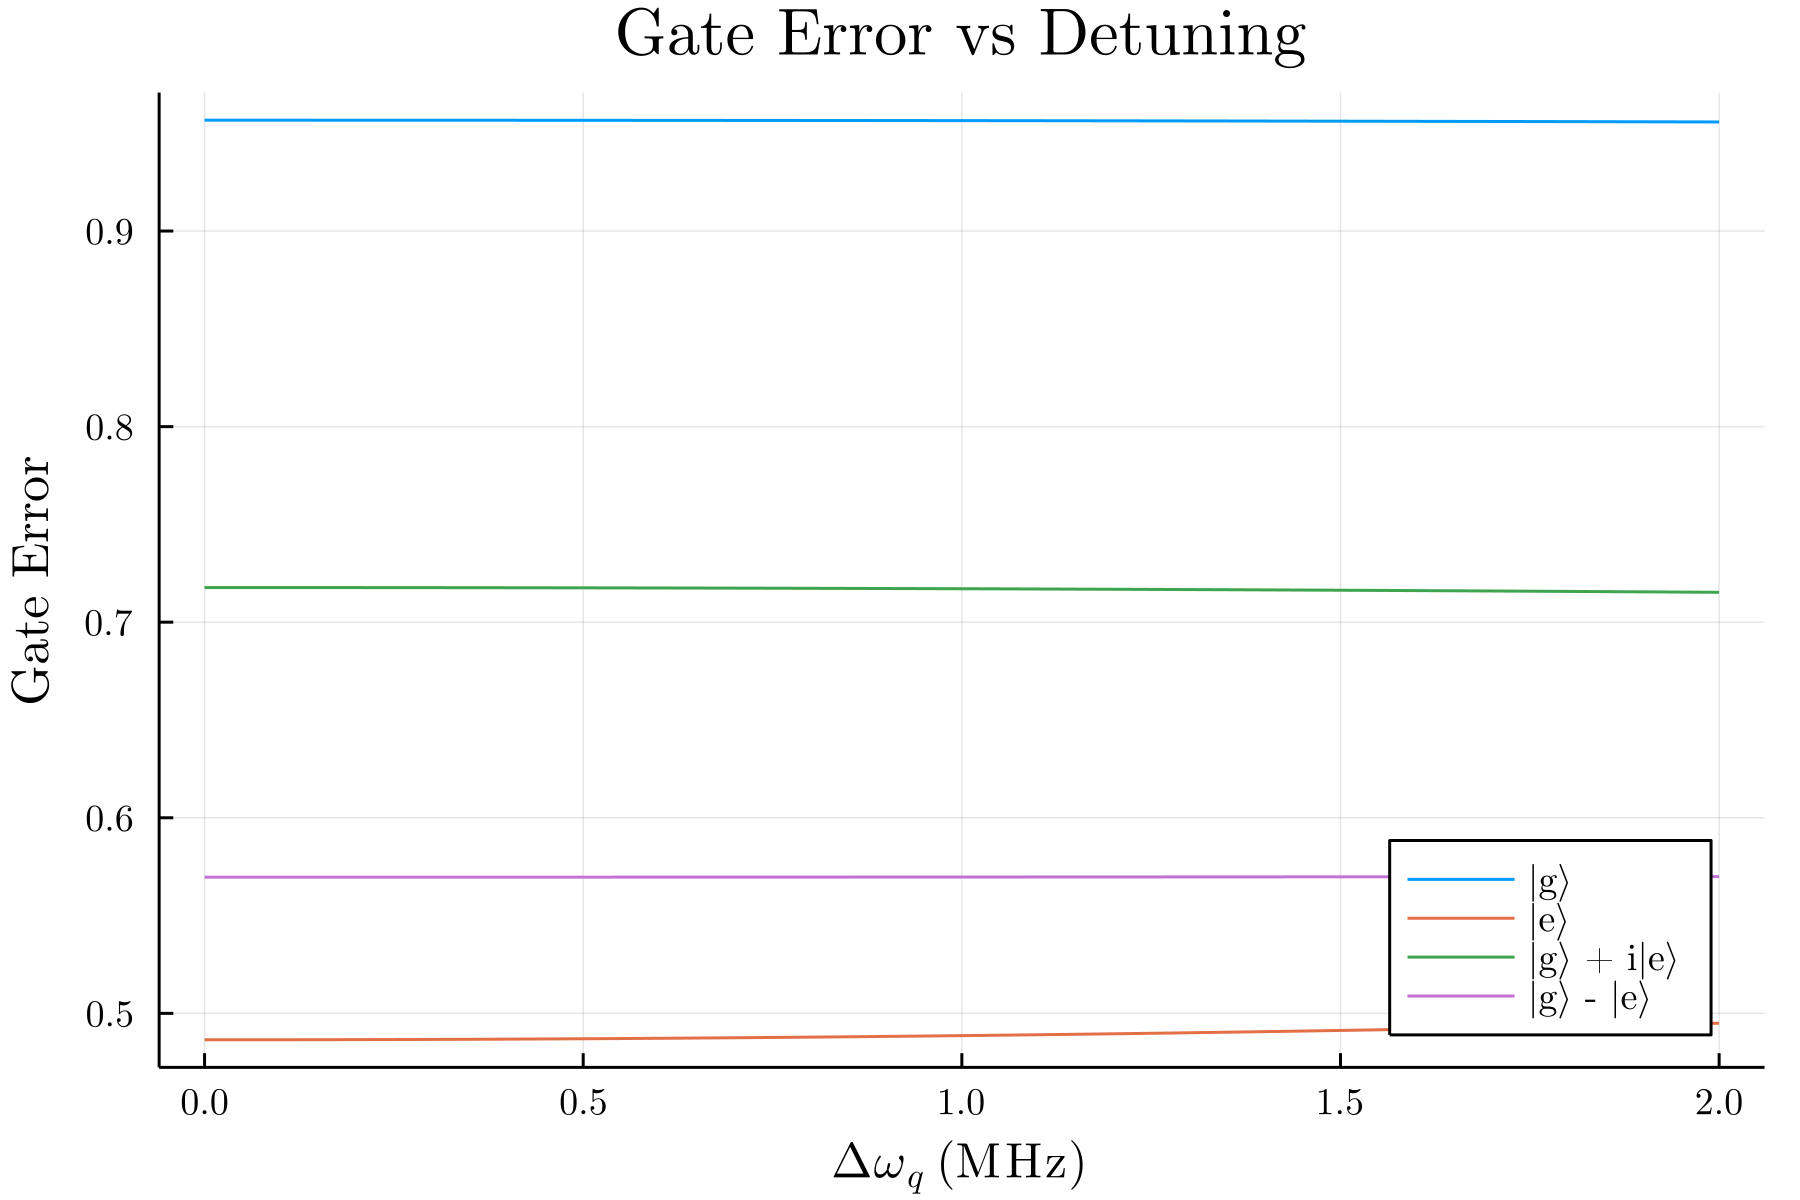 Gate Error vs Detuning
Gate Error
0.9
0.8
0.7
0.6
0.5
|g⟩
|e⟩
|g⟩ + i|e⟩
|g⟩ - |e⟩
0.0 0.5 1.0 1.5 2.0
Δω_q (MHz)